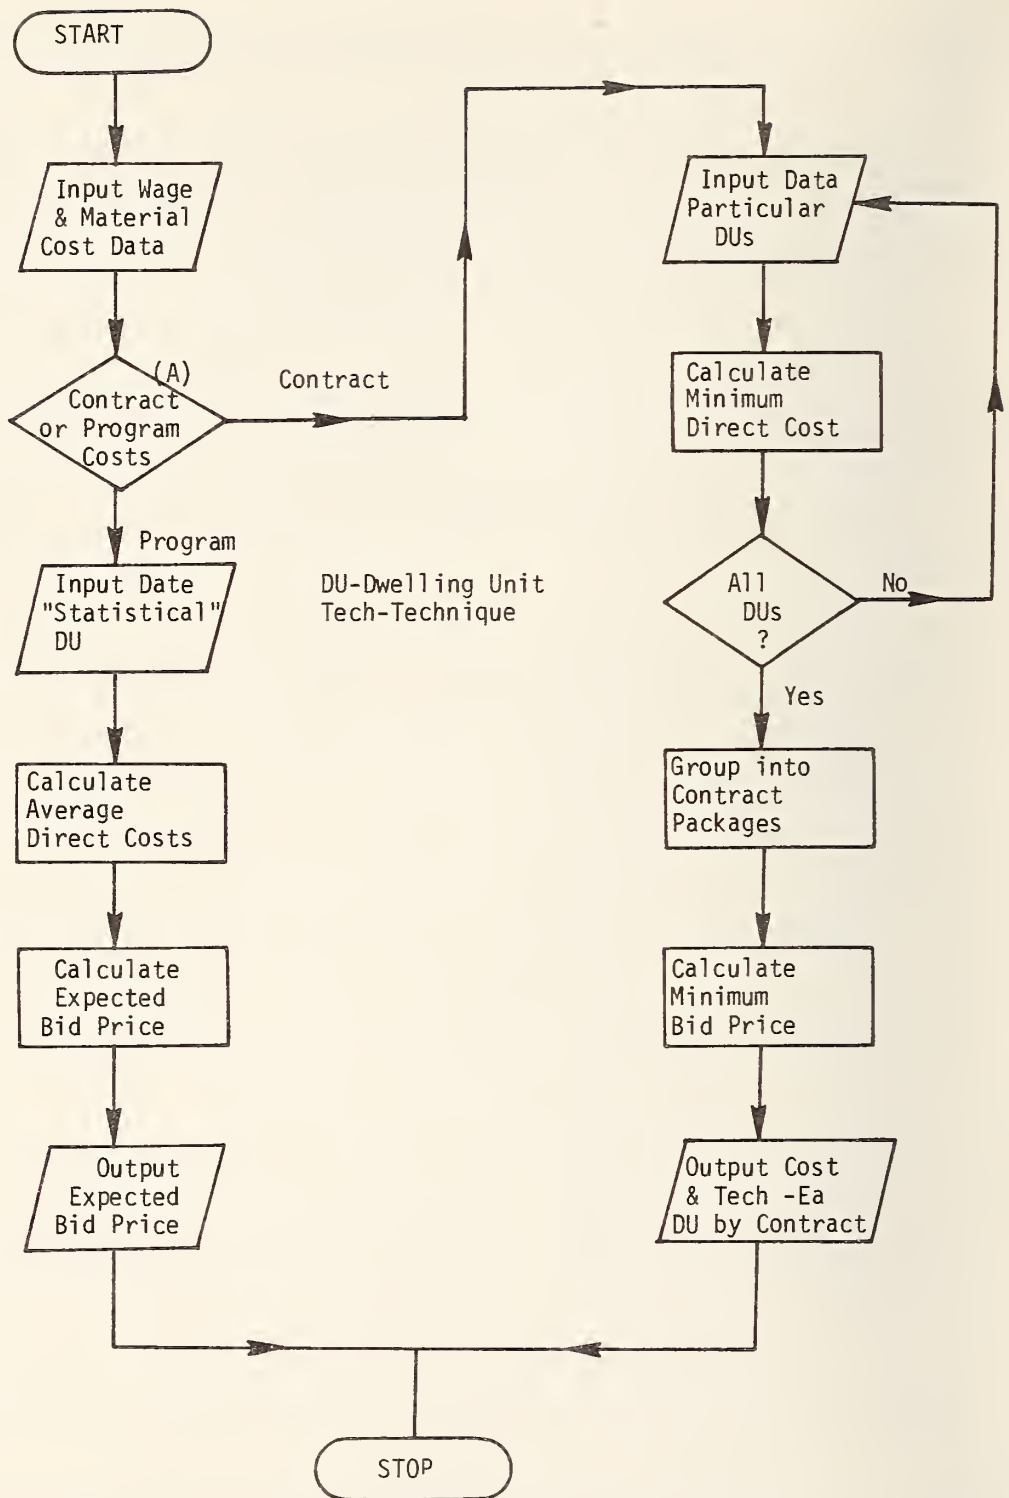 START
Input Wage
& Material
Cost Data
(A)
Contract
or Program
Costs
Contract
Program
Input Date
"Statistical"
DU
Calculate
Average
Direct Costs
Calculate
Expected
Bid Price
Output
Expected
Bid Price
DU-Dwelling Unit
Tech-Technique
Input Data
Particular
DUs
Calculate
Minimum
Direct Cost
All
DUs
?
No
Yes
Group into
Contract
Packages
Calculate
Minimum
Bid Price
Output Cost
& Tech -Ea
DU by Contract
STOP